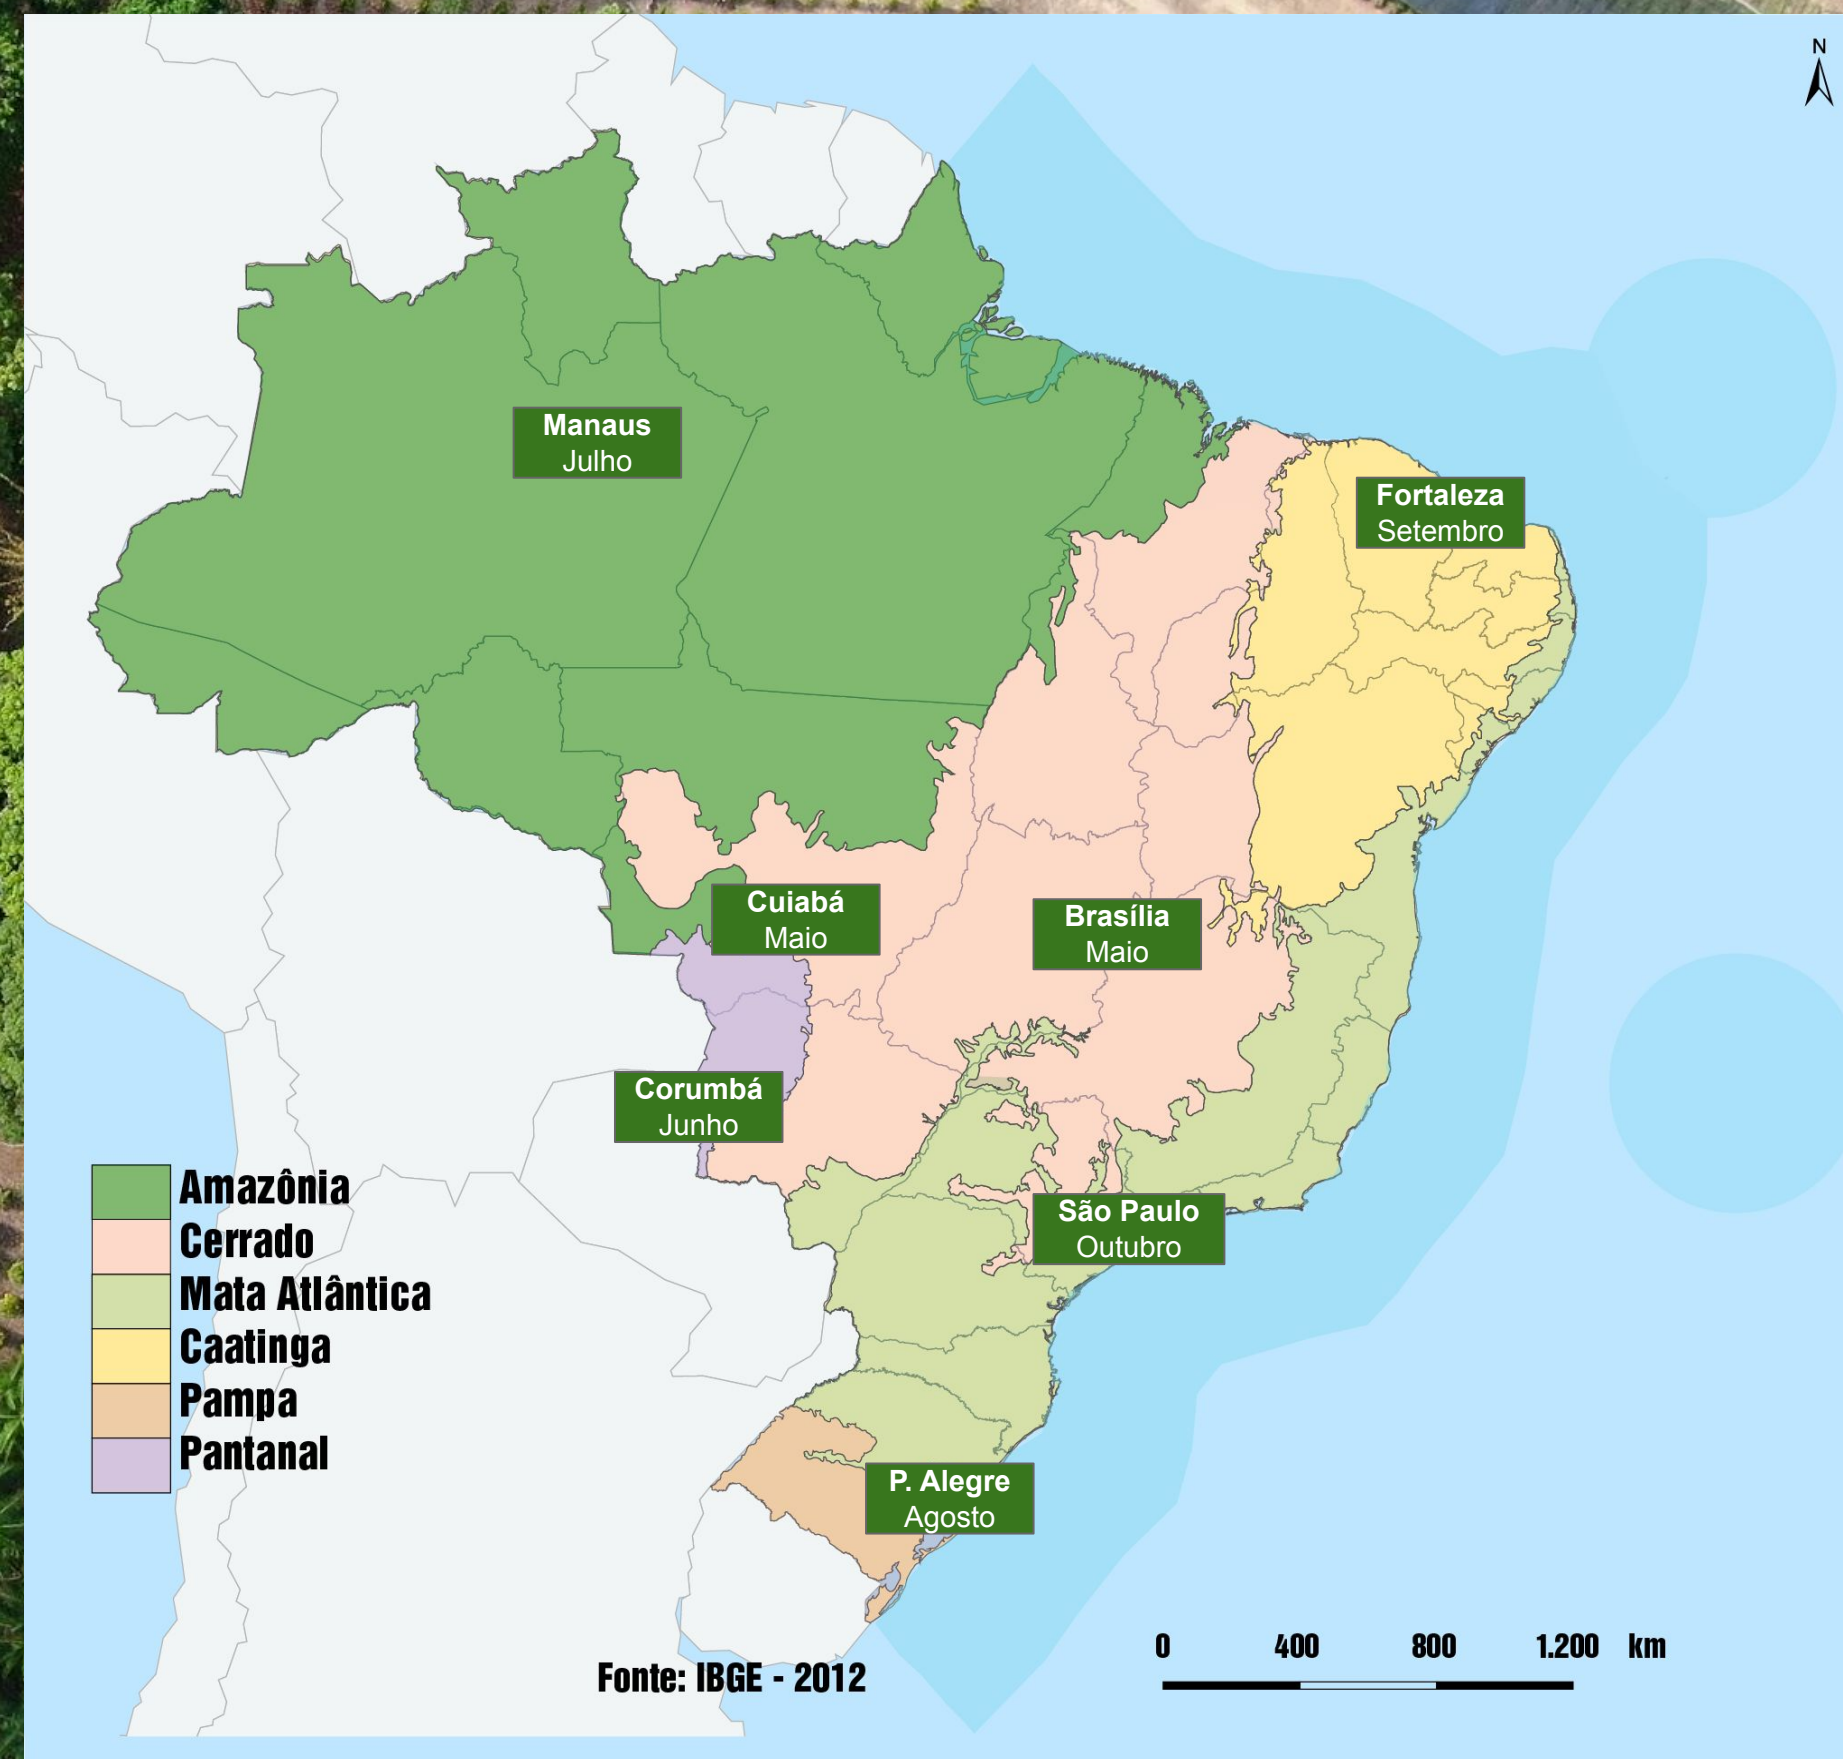 N
Manaus
Julho
Fortaleza
Setembro
Cuiabá
Maio
Brasília
Maio
Corumbá
Junho
São Paulo
Outubro
P. Alegre
Agosto
Amazônia
Cerrado
Mata Atlântica
Caatinga
Pampa
Pantanal
0 400 800 1.200 km
Fonte: IBGE - 2012